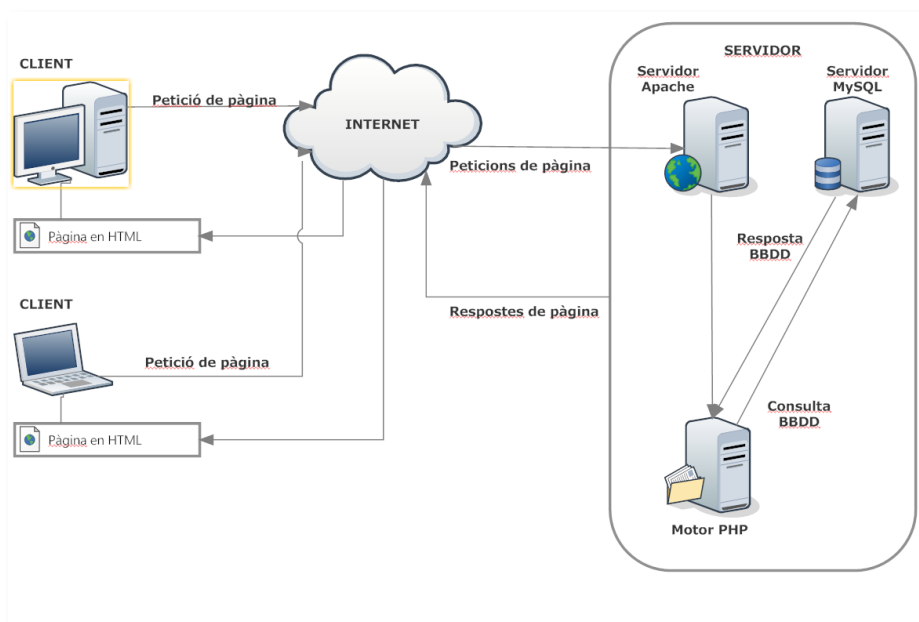 CLIENT
Petició de pàgina
INTERNET
SERVIDOR
Servidor
Apache
Servidor
MySQL
Peticions de pàgina
Pàgina en HTML
Resposta
BBDD
CLIENT
Respostes de pàgina
Petició de pàgina
Consulta
BBDD
Pàgina en HTML
Motor PHP